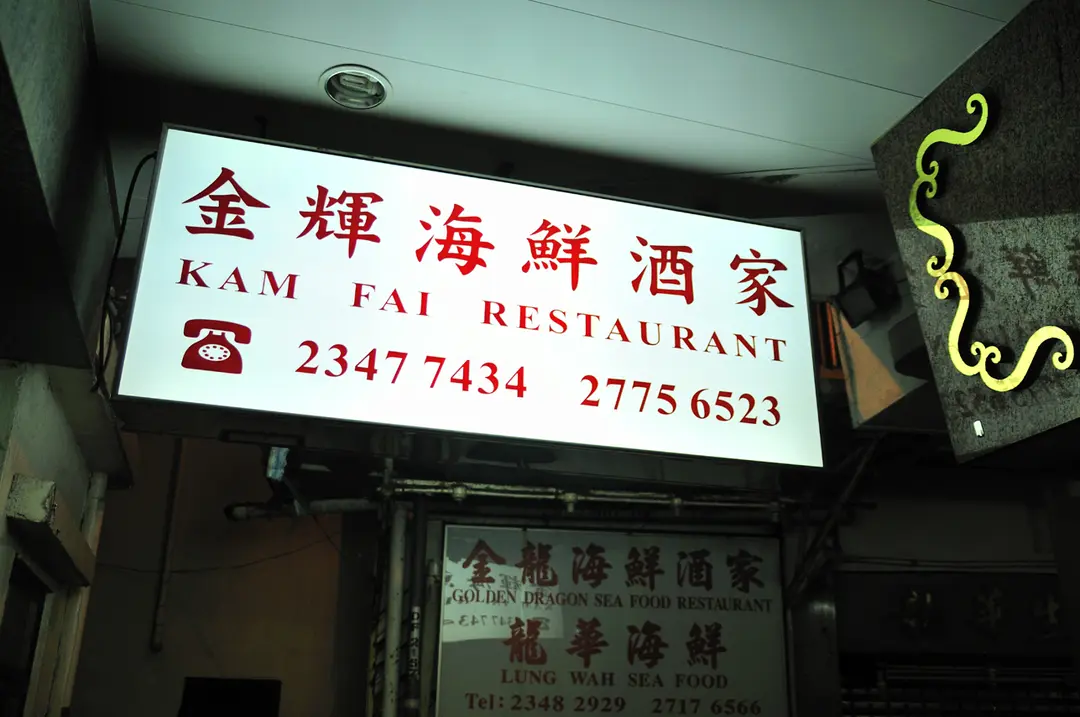 金輝海鮮酒家
KAM FAI RESTAURANT
2347 7434 2775 6523
金龍海鮮酒家
GOLDEN DRAGON SEA FOOD RESTAURANT
龍華海鮮
LUNG WAH SEA FOOD
Tel: 2348 2929 2717 6566